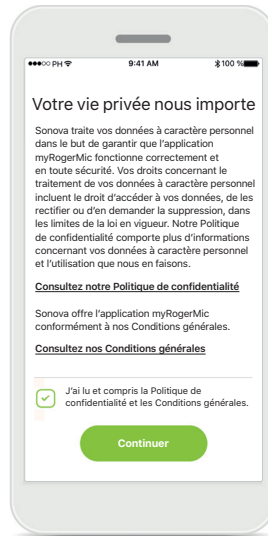 PH 9:41 AM 100 %
Votre vie privée nous importe
Sonova traite vos données à caractère personnel
dans le but de garantir que l'application
myRogerMic fonctionne correctement et
en toute sécurité. Vos droits concernant le
traitement de vos données à caractère personnel
incluent le droit d'accéder à vos données, de les
rectifier ou d'en demander la suppression, dans
les limites de la loi en vigueur. Notre Politique
de confidentialité comporte plus d'informations
concernant vos données à caractère personnel
et l'utilisation que nous en faisons.
Consultez notre Politique de confidentialité
Sonova offre l'application myRogerMic
conformément à nos Conditions générales.
Consultez nos Conditions générales
J'ai lu et compris la Politique de
confidentialité et les Conditions générales.
Continuer